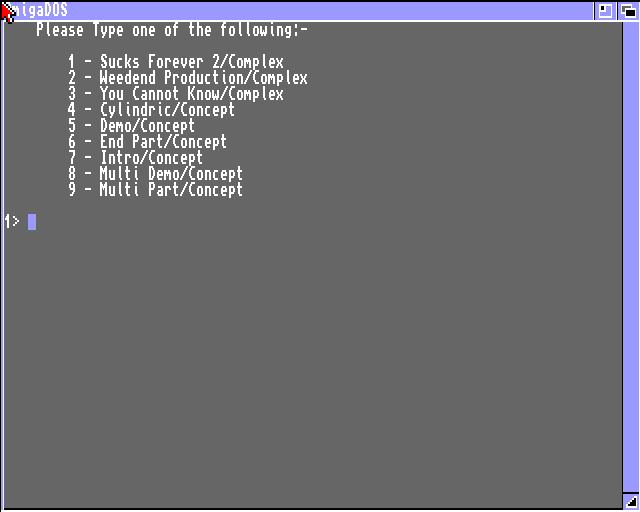 AmigaDOS
Please Type one of the following:-
1 - Sucks Forever 2/Complex
2 - Weedend Production/Complex
3 - You Cannot Know/Complex
4 - Cylindric/Concept
5 - Demo/Concept
6 - End Part/Concept
7 - Intro/Concept
8 - Multi Demo/Concept
9 - Multi Part/Concept
1>